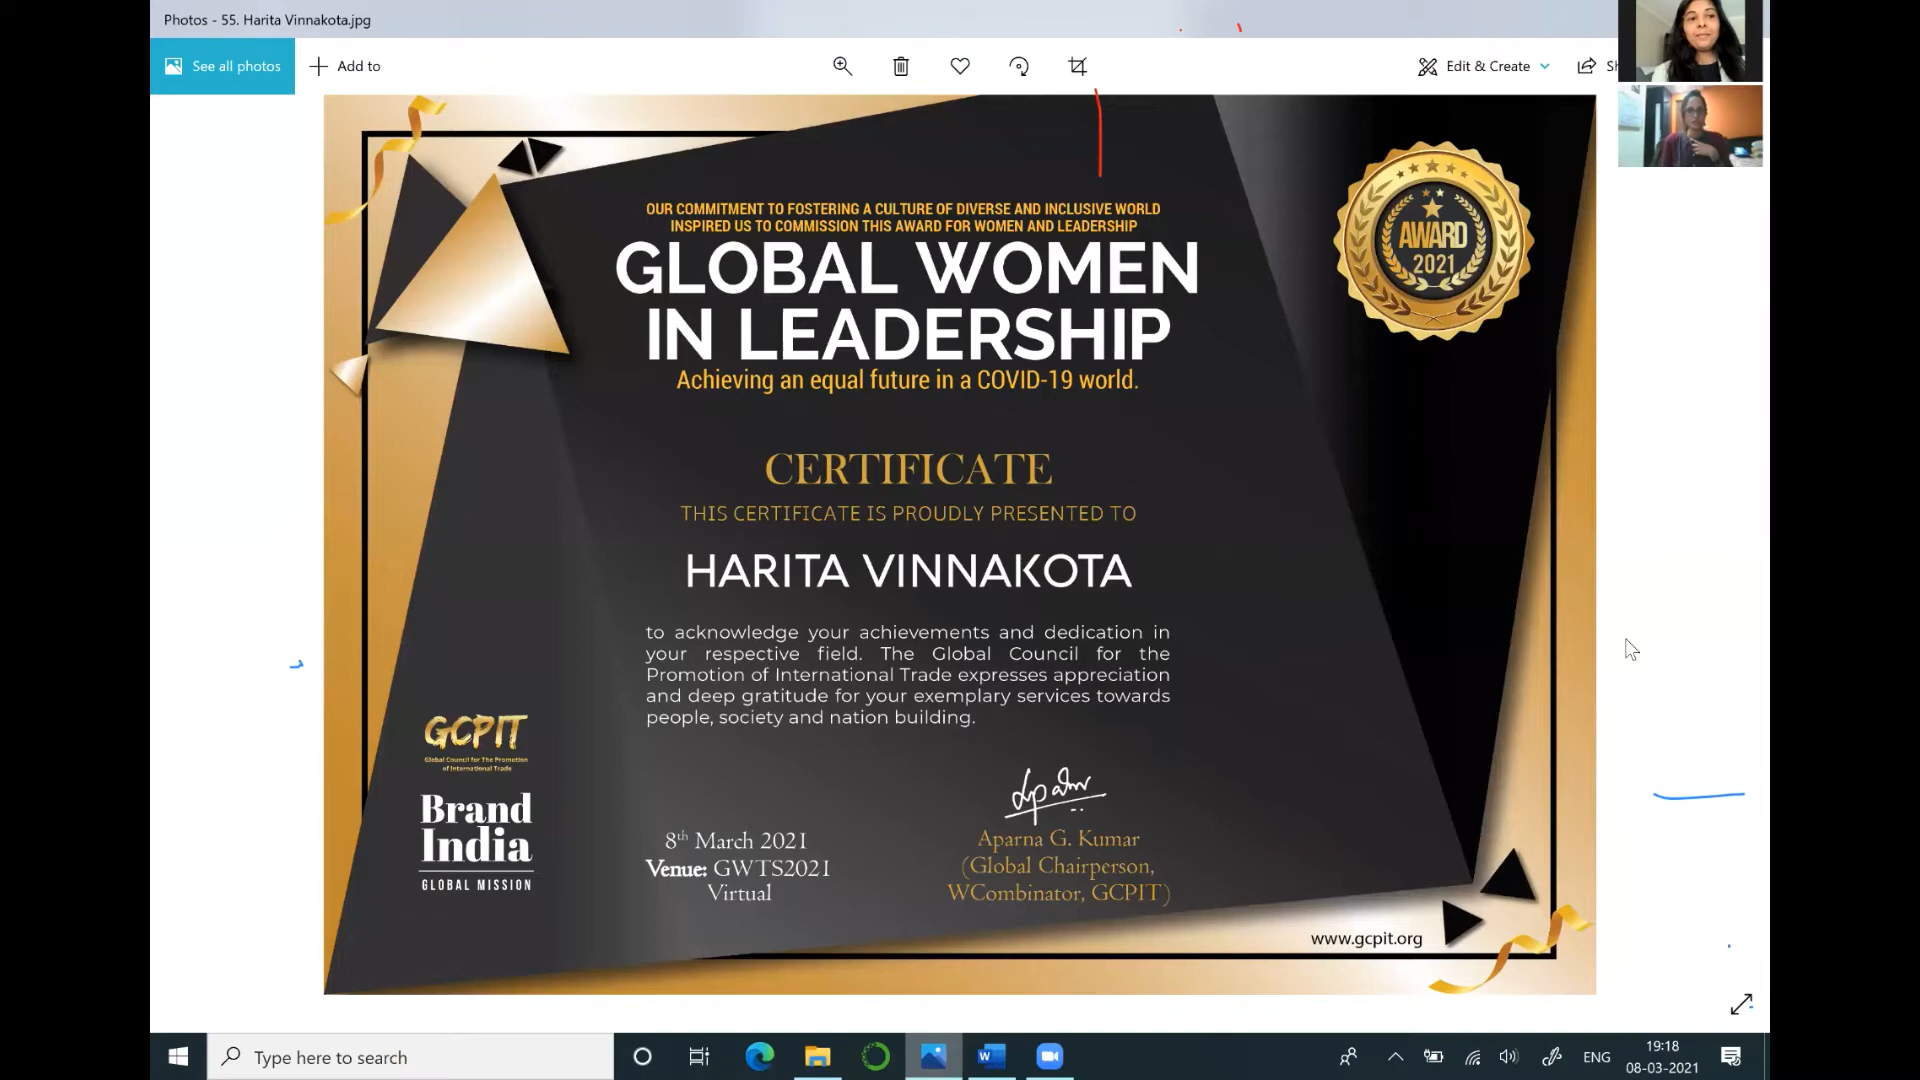 Photos - 55. Harita Vinnakota.jpg
See all photos
Add to
Edit & Create
OUR COMMITMENT TO FOSTERING A CULTURE OF DIVERSE AND INCLUSIVE WORLD
INSPIRED US TO COMMISSION THIS AWARD FOR WOMEN AND LEADERSHIP
GLOBAL WOMEN
IN LEADERSHIP
Achieving an equal future in a COVID-19 world.
AWARD
2021
CERTIFICATE
THIS CERTIFICATE IS PROUDLY PRESENTED TO
HARITA VINNAKOTA
to acknowledge your achievements and dedication in
your respective field. The Global Council for the
Promotion of International Trade expresses appreciation
and deep gratitude for your exemplary services towards
people, society and nation building.
GCPIT
Global Council for The Promotion
of International Trade
Brand
India
GLOBAL MISSION
8th March 2021
Venue: GWTS2021
Virtual
Aparna G. Kumar
(Global Chairperson,
WCombinator, GCPIT)
www.gcpit.org
Type here to search
ENG
19:18
08-03-2021